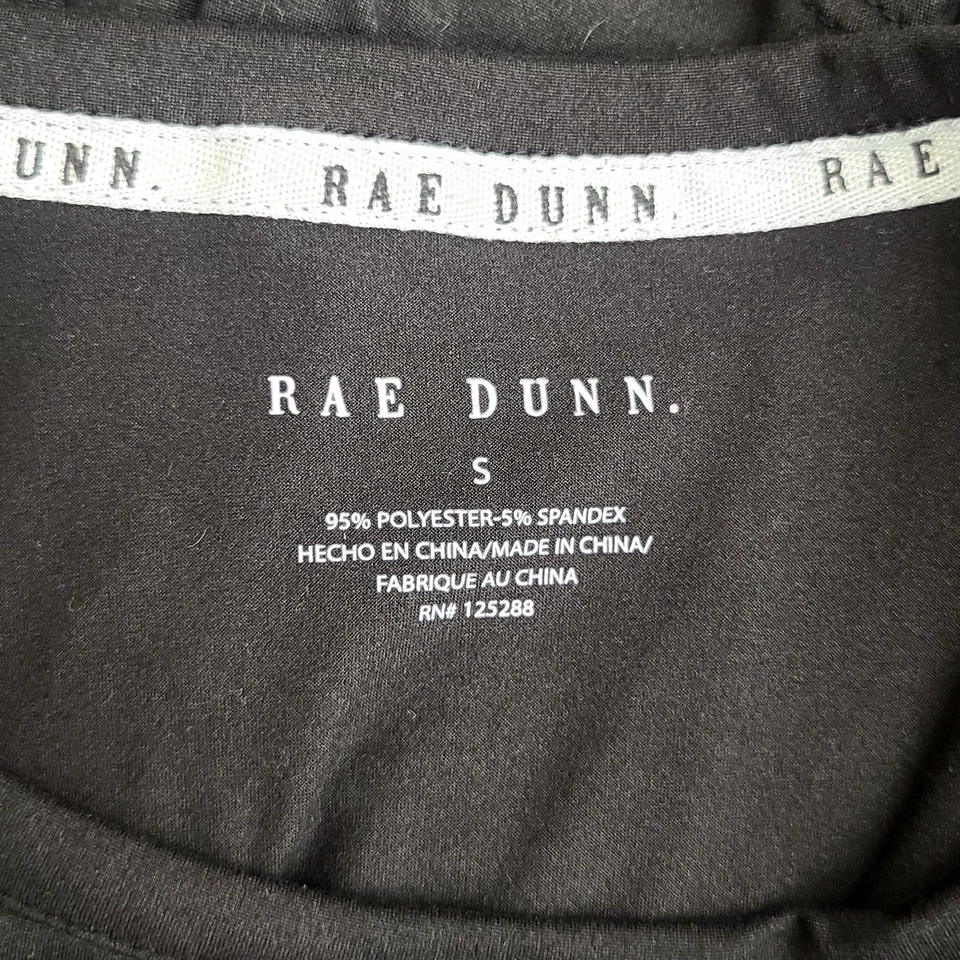 UNN. RAE DUNN. RAE
RAE DUNN.
S
95% POLYESTER-5% SPANDEX
HECHO EN CHINA/MADE IN CHINA/
FABRIQUE AU CHINA
RN# 125288